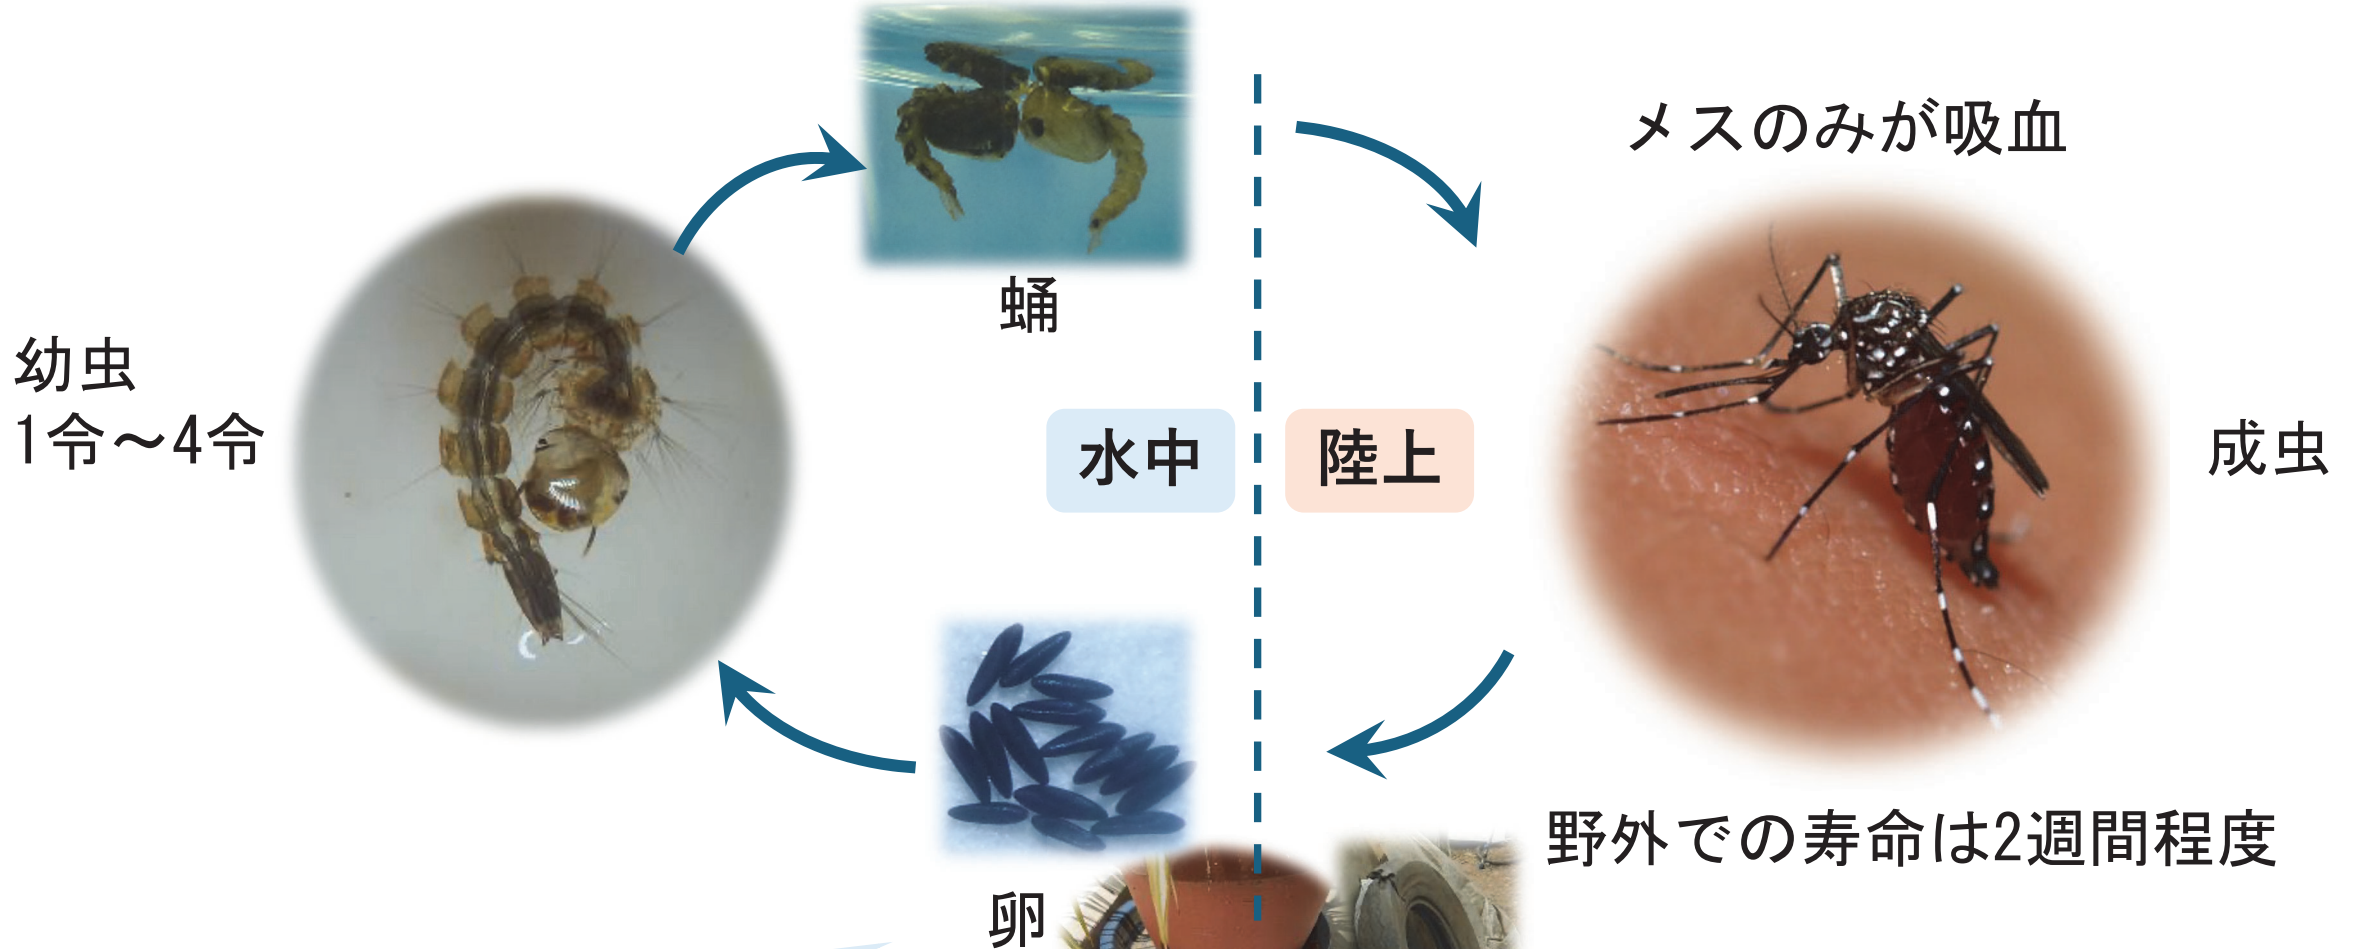 メスのみが吸血
蛹
幼虫
1令～4令
水中
陸上
成虫
野外での寿命は2週間程度
卵